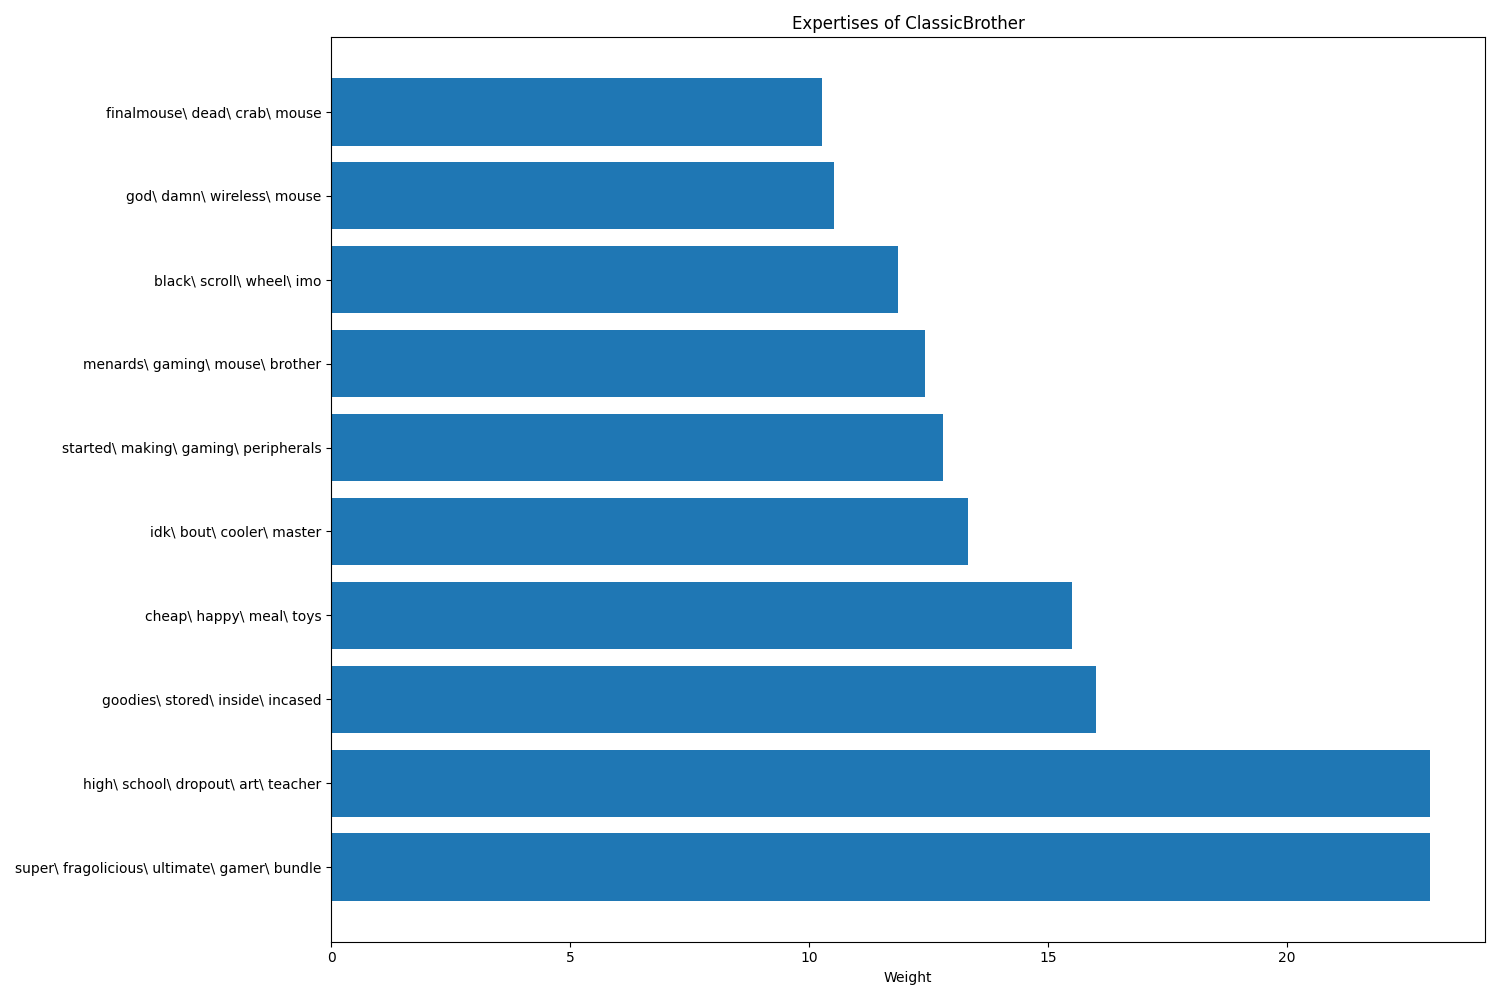 Expertises of ClassicBrother
finalmouse\ dead\ crab\ mouse
god\ damn\ wireless\ mouse
black\ scroll\ wheel\ imo
menards\ gaming\ mouse\ brother
started\ making\ gaming\ peripherals
idk\ bout\ cooler\ master
cheap\ happy\ meal\ toys
goodies\ stored\ inside\ incased
high\ school\ dropout\ art\ teacher
super\ fragolicious\ ultimate\ gamer\ bundle
0 5 10 15 20
Weight